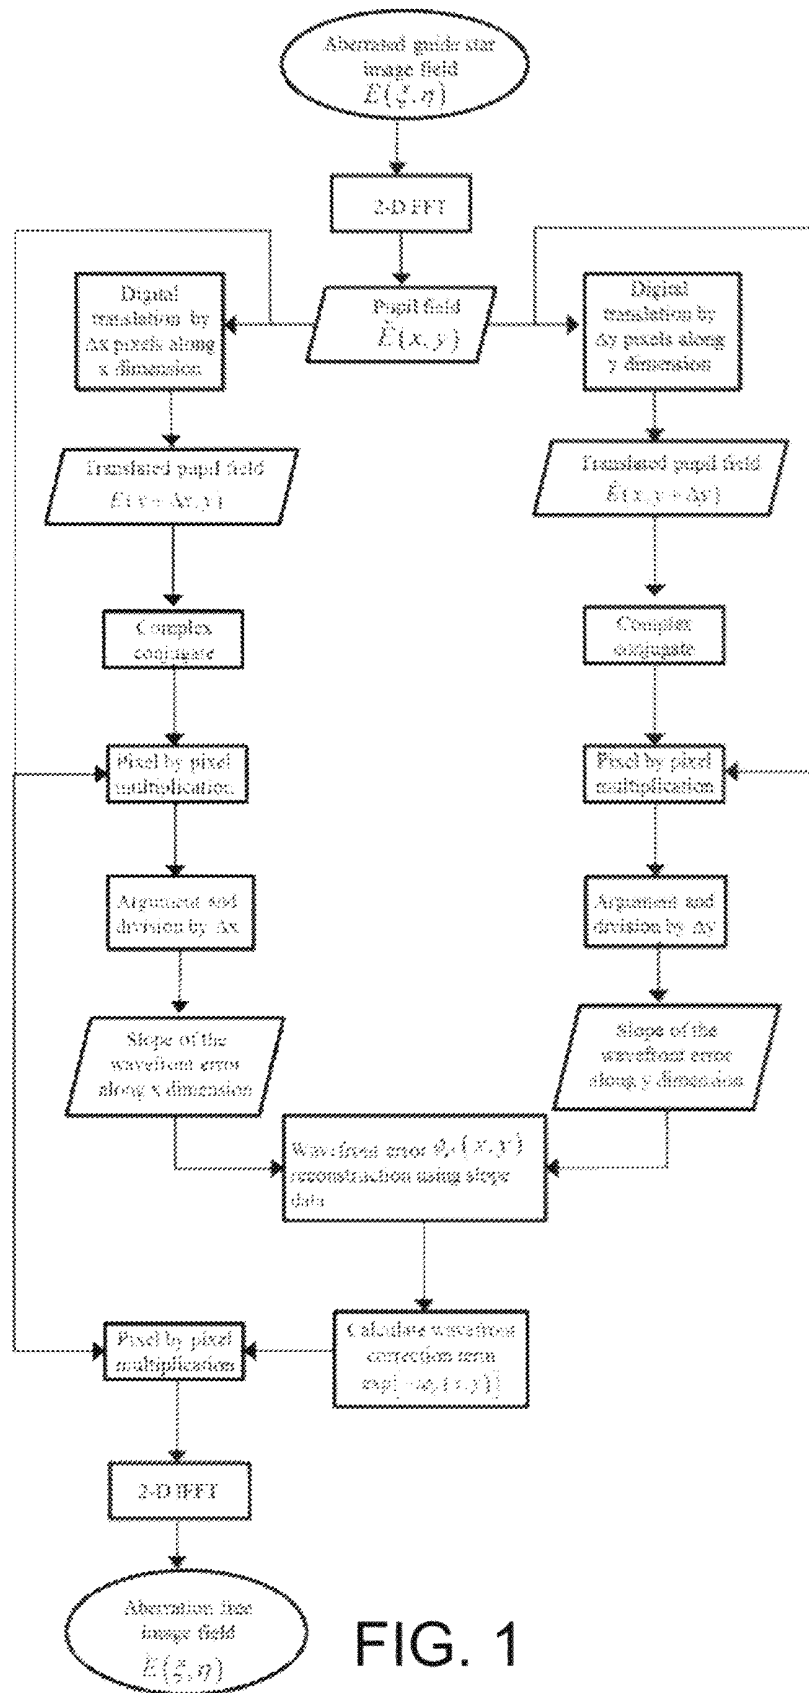 Aberrated guide star
image field
E(ξ, η)
2-D FFT
Pupil field
Ẽ(x, y)
Digital
translation by
Δx pixels along
x dimension
Digital
translation by
Δy pixels along
y dimension
Translated pupil field
Ẽ(x + Δx, y)
Translated pupil field
Ẽ(x, y + Δy)
Complex
conjugate
Complex
conjugate
Pixel by pixel
multiplication
Pixel by pixel
multiplication
Argument and
division by Δx
Argument and
division by Δy
Slope of the
wavefront error
along x dimension
Slope of the
wavefront error
along y dimension
Wavefront error (x, y)
reconstruction using slope
data
Pixel by pixel
multiplication
Calculate wavefront
correction term
2-D IFFT
Aberration free
image field
Ẽ(ξ, η)
FIG. 1